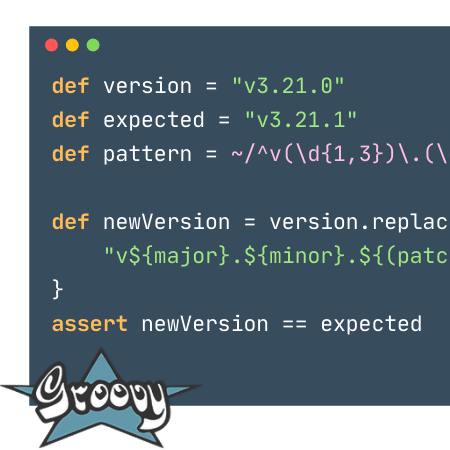 def version = "v3.21.0"
def expected = "v3.21.1"
def pattern = ~/^v(\d{1,3})\.(\
def newVersion = version.replac
"v${major}.${minor}.${(patc
}
assert newVersion == expected
Groovy